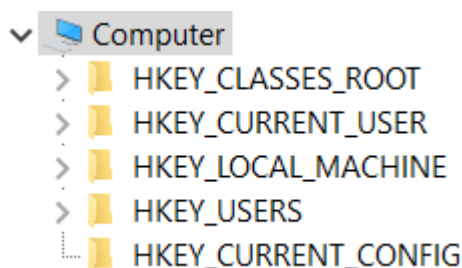 Computer
HKEY_CLASSES_ROOT
HKEY_CURRENT_USER
HKEY_LOCAL_MACHINE
HKEY_USERS
HKEY_CURRENT_CONFIG